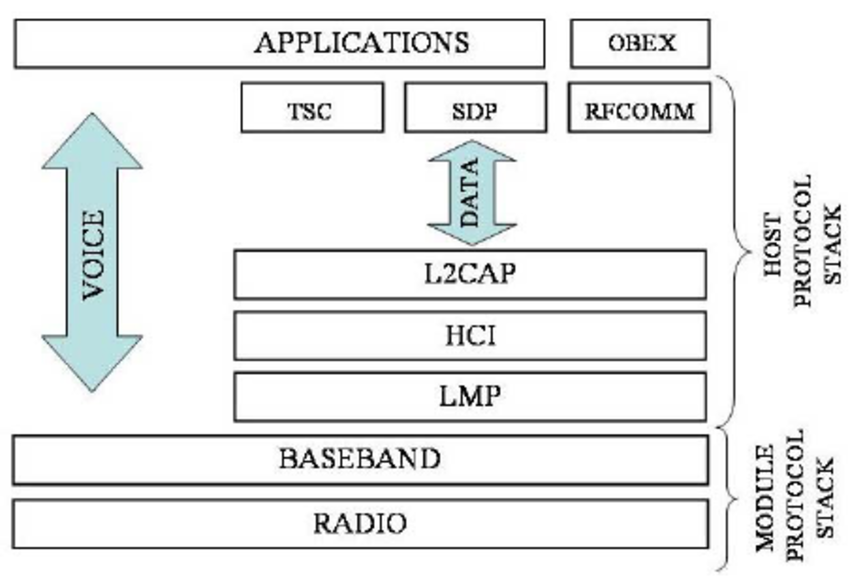 APPLICATIONS
OBEX
TSC
SDP
RFCOMM
VOICE
DATA
L2CAP
HCI
LMP
HOST
PROTOCOL
STACK
BASEBAND
RADIO
MODULE
PROTOCOL
STACK